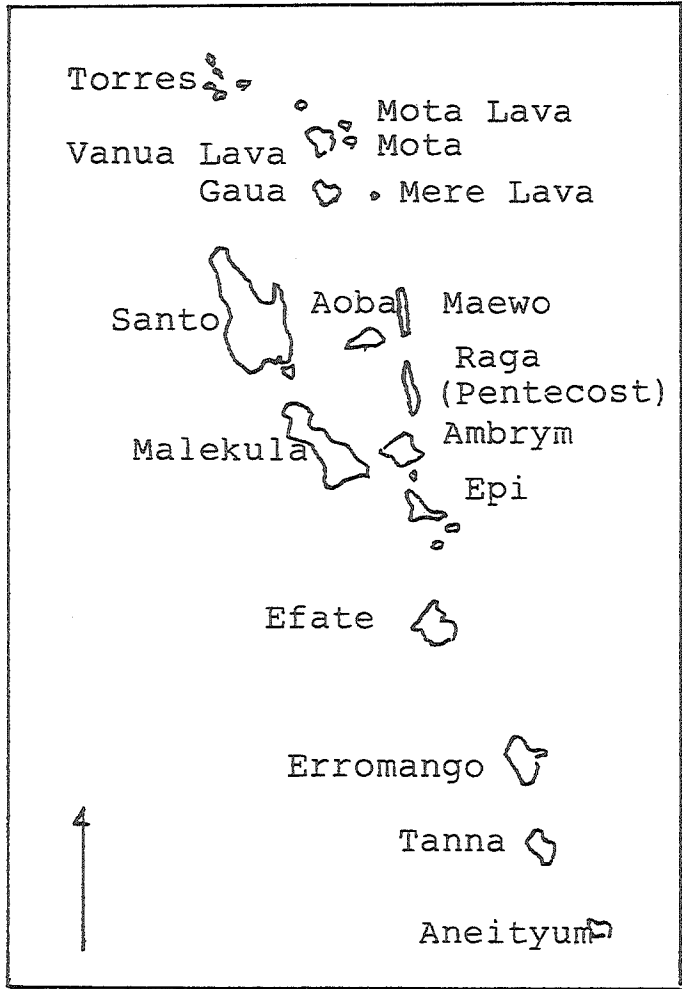 Torres
Mota Lava
Vanua Lava
Mota
Gaua
Mere Lava
Santo
Aoba
Maewo
Raga
(Pentecost)
Malekula
Ambrym
Epi
Efate
Erromango
Tanna
Aneityum